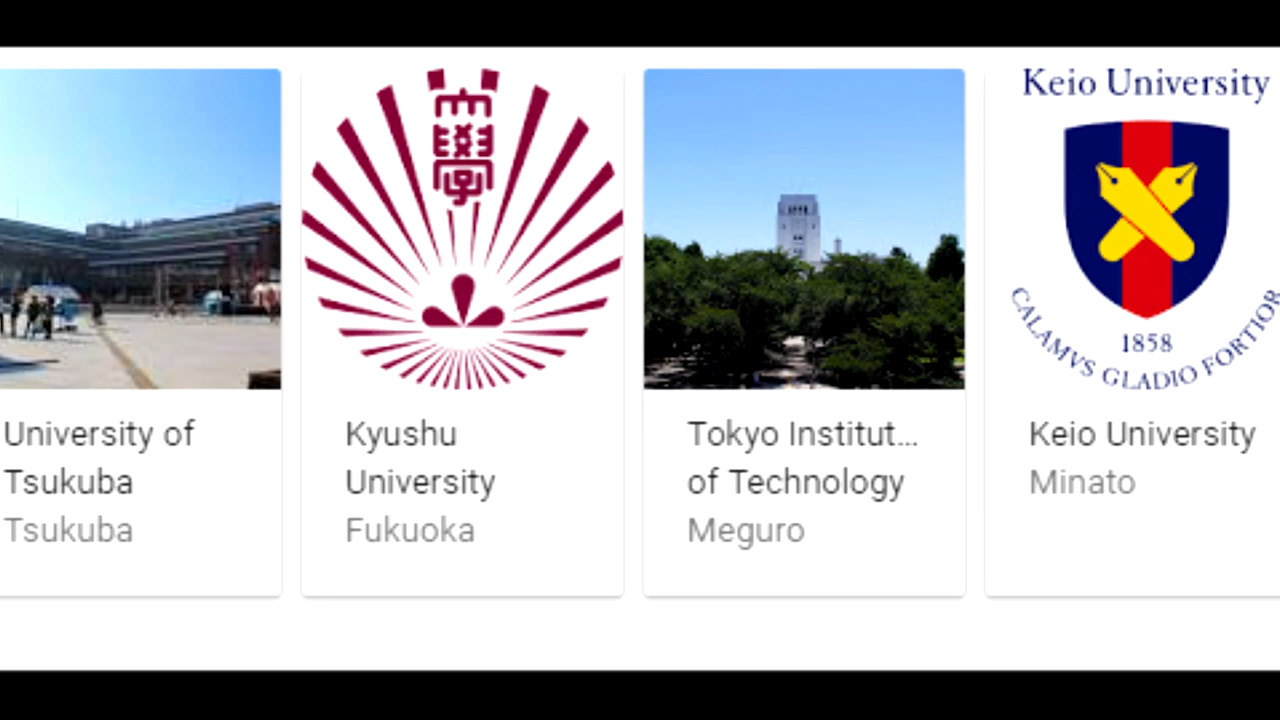 大
學
Keio University
1858
CALAMVS GLADIO FORTIOR
University of
Tsukuba
Tsukuba
Kyushu
University
Fukuoka
Tokyo Institut...
of Technology
Meguro
Keio University
Minato